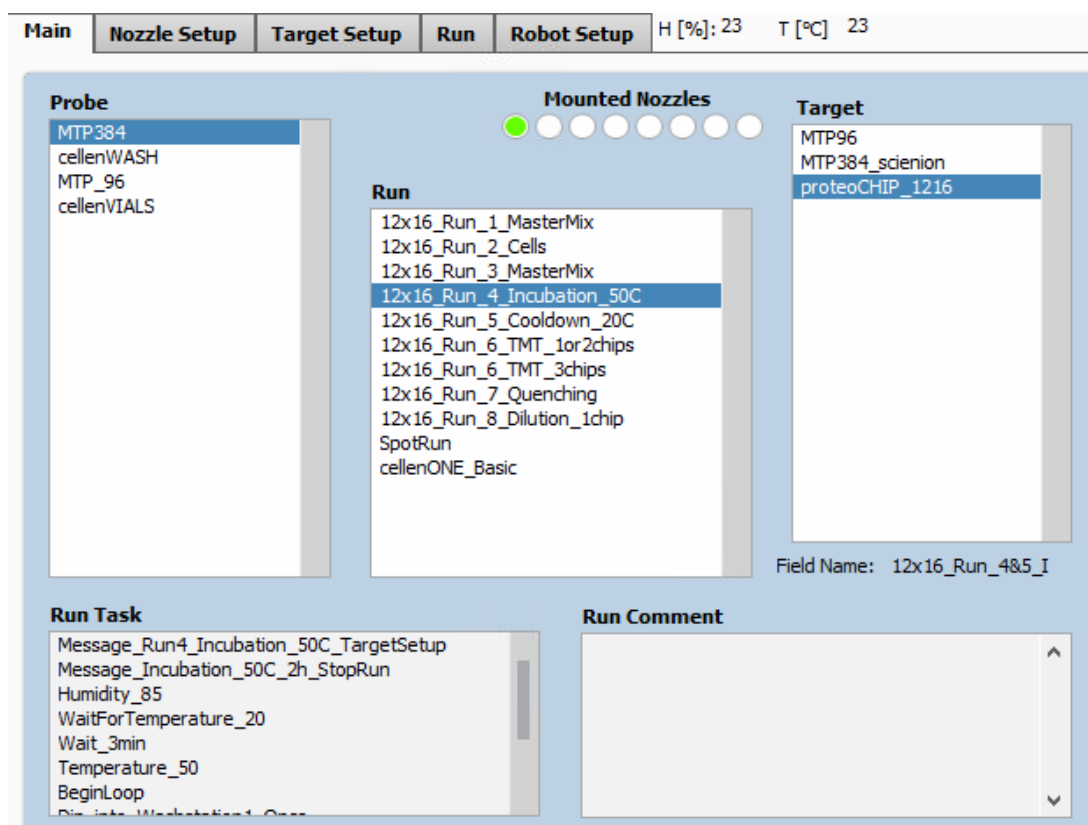 Main Nozzle Setup Target Setup Run Robot Setup H [%]: 23 T [°C] 23
Probe
MTP384
cellenWASH
MTP_96
cellenVIALS
Mounted Nozzles
Run
12x16_Run_1_MasterMix
12x16_Run_2_Cells
12x16_Run_3_MasterMix
12x16_Run_4_Incubation_50C
12x16_Run_5_Cooldown_20C
12x16_Run_6_TMT_1or2chips
12x16_Run_6_TMT_3chips
12x16_Run_7_Quenching
12x16_Run_8_Dilution_1chip
SpotRun
cellenONE_Basic
Target
MTP96
MTP384_scienion
proteoCHIP_1216
Field Name: 12x16_Run_4&5_I
Run Task
Message_Run4_Incubation_50C_TargetSetup
Message_Incubation_50C_2h_StopRun
Humidity_85
WaitForTemperature_20
Wait_3min
Temperature_50
BeginLoop
Run Comment